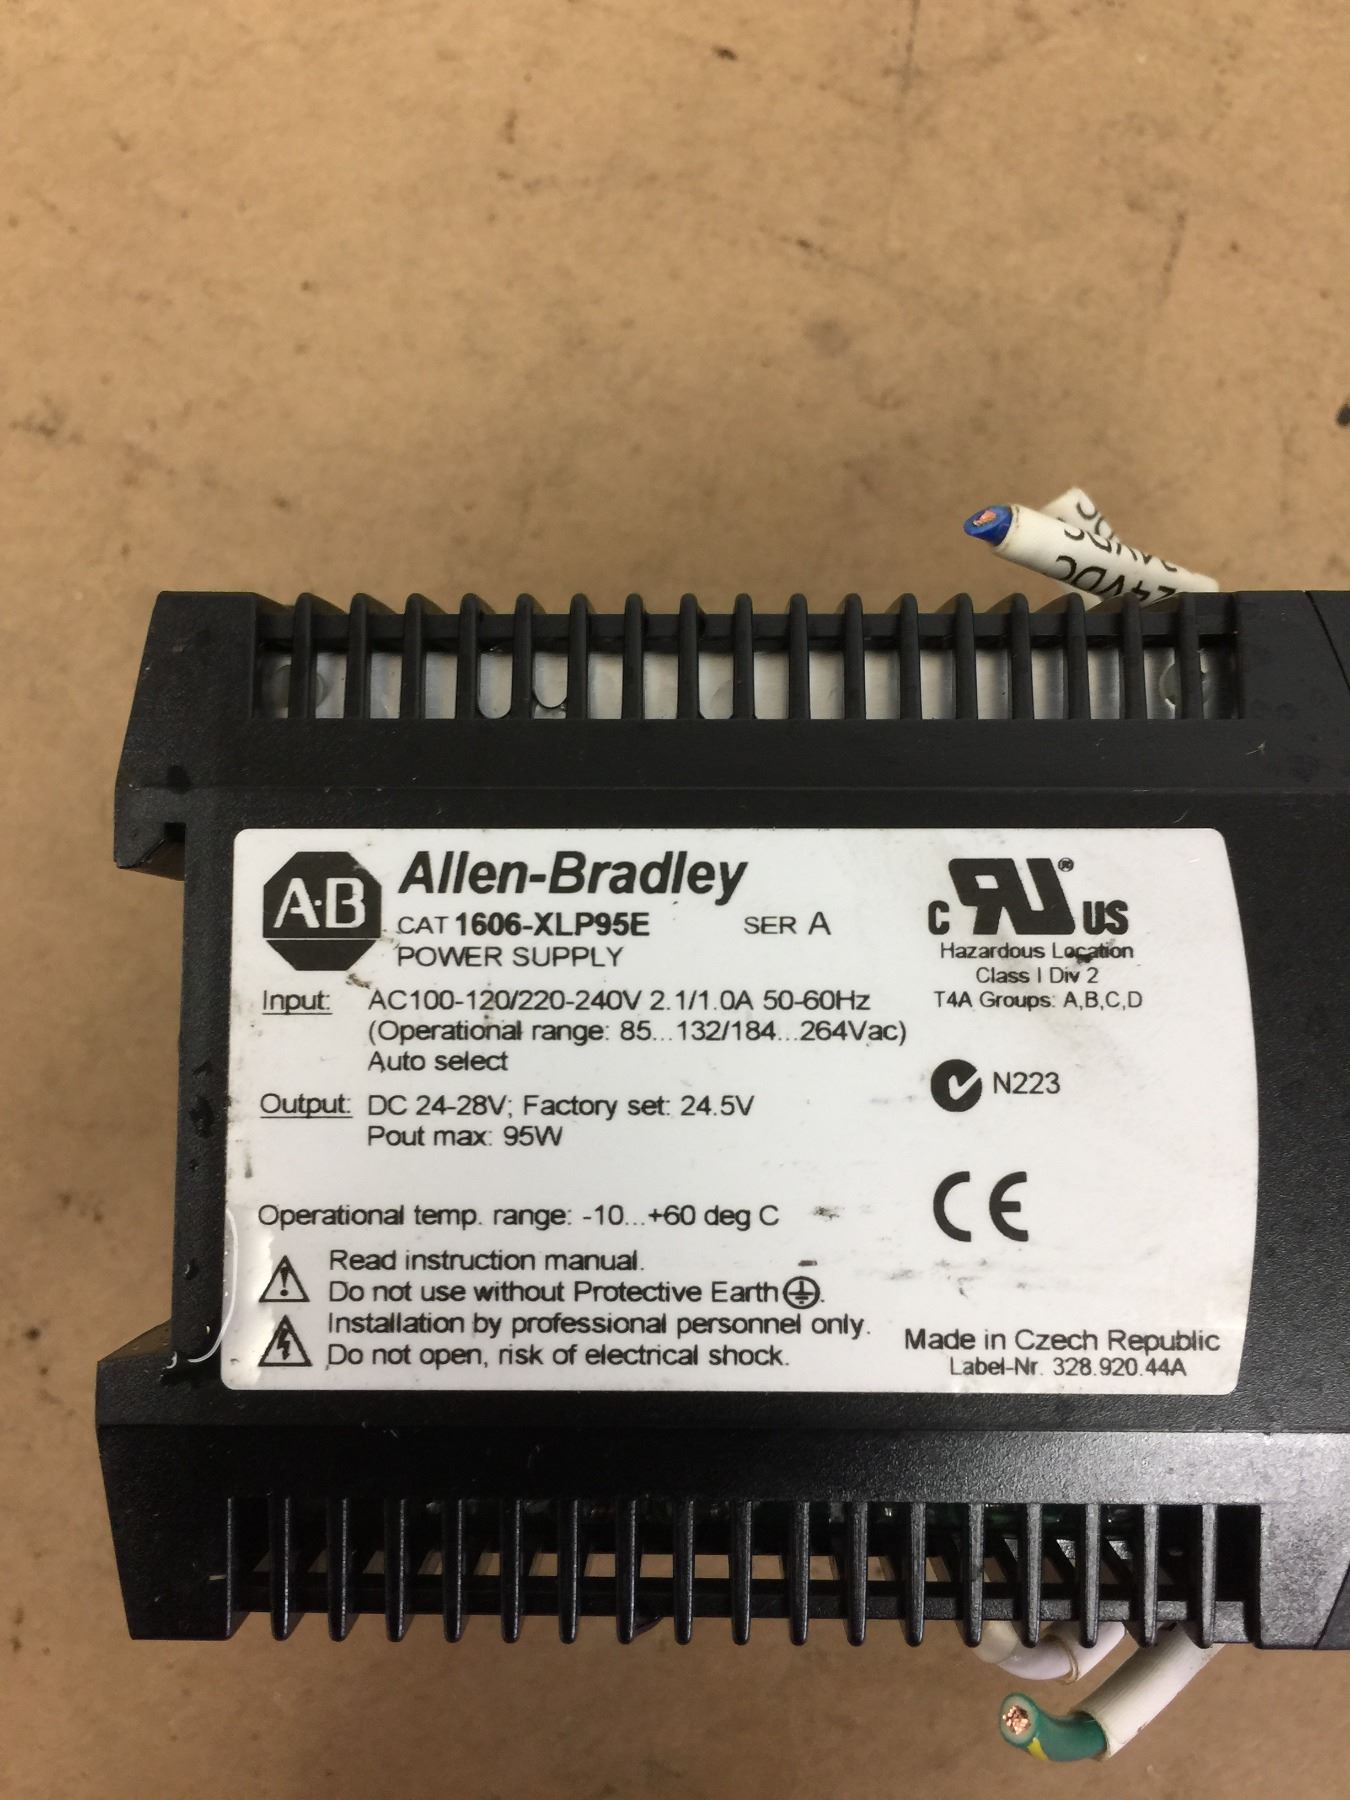 24VDC
A·B
Allen-Bradley
CAT 1606-XLP95E SER A
POWER SUPPLY
Input: AC100-120/220-240V 2.1/1.0A 50-60Hz
(Operational range: 85...132/184...264Vac)
Auto select
Output: DC 24-28V; Factory set: 24.5V
Pout max: 95W
Operational temp. range: -10...+60 deg C
Read instruction manual.
Do not use without Protective Earth.
Installation by professional personnel only.
Do not open, risk of electrical shock.
C RU ® US
Hazardous Location
Class I Div 2
T4A Groups: A,B,C,D
N223
CE
Made in Czech Republic
Label-Nr. 328.920.44A